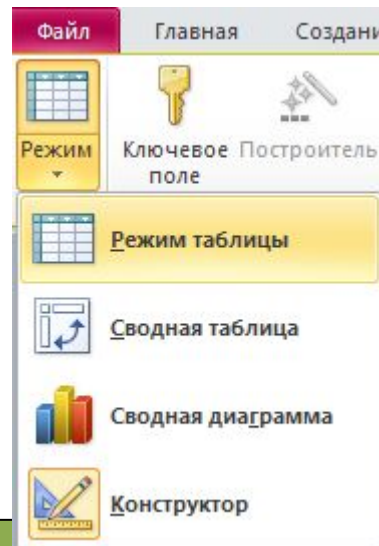 Файл Главная Создани
Режим Ключевое поле Построитель
Режим таблицы
Сводная таблица
Сводная диаграмма
Конструктор